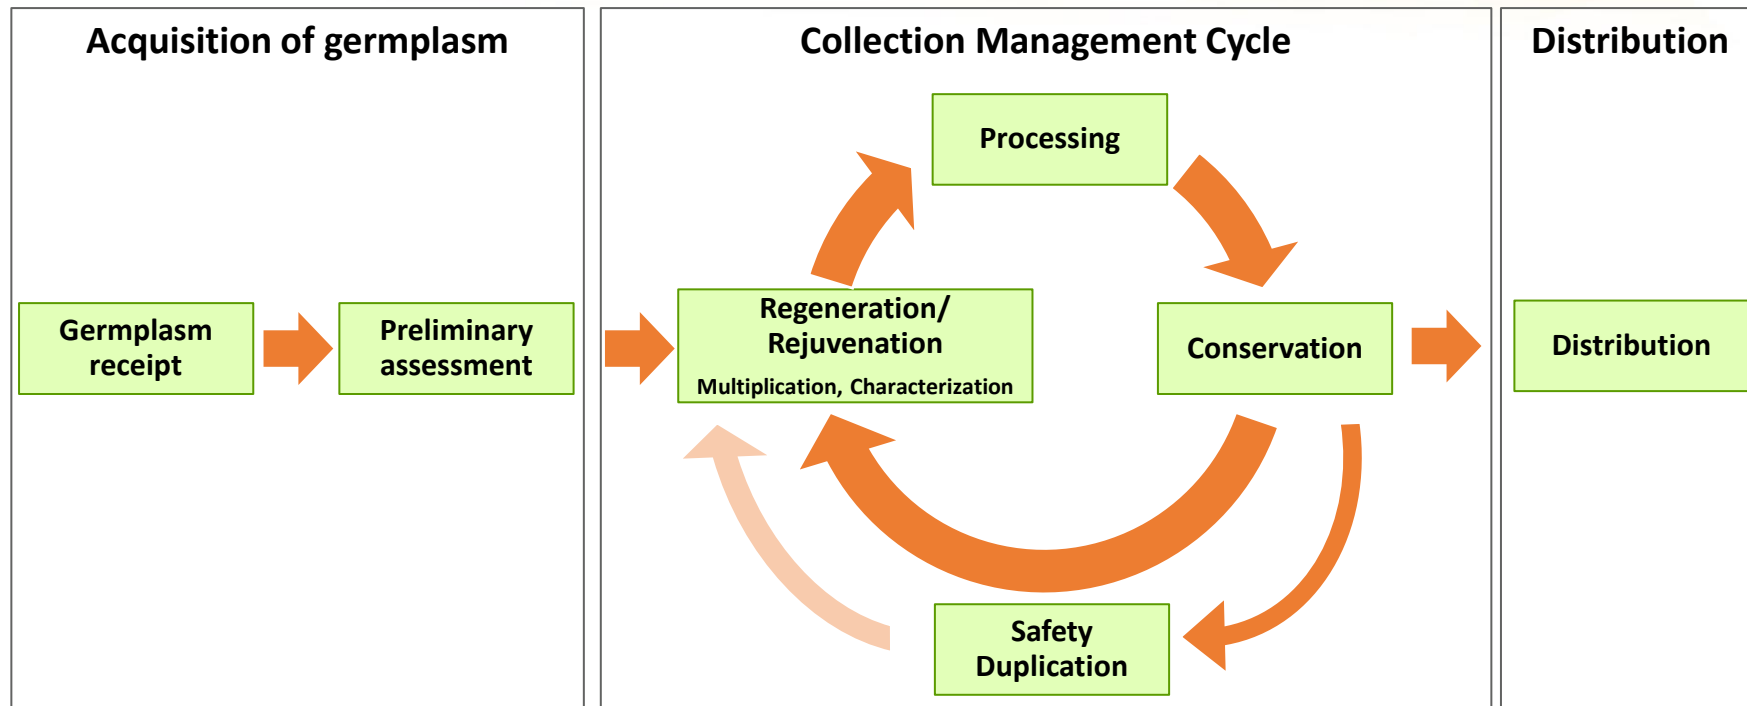 Acquisition of germplasm
Germplasm
receipt
Preliminary
assessment
Collection Management Cycle
Processing
Regeneration/
Rejuvenation
Multiplication, Characterization
Conservation
Safety
Duplication
Distribution
Distribution